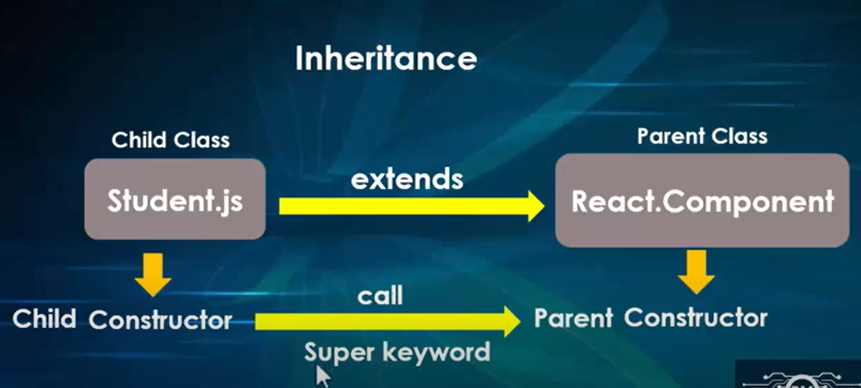 Inheritance
Child Class
Parent Class
Student.js
extends
React.Component
call
Child Constructor
Parent Constructor
Super keyword